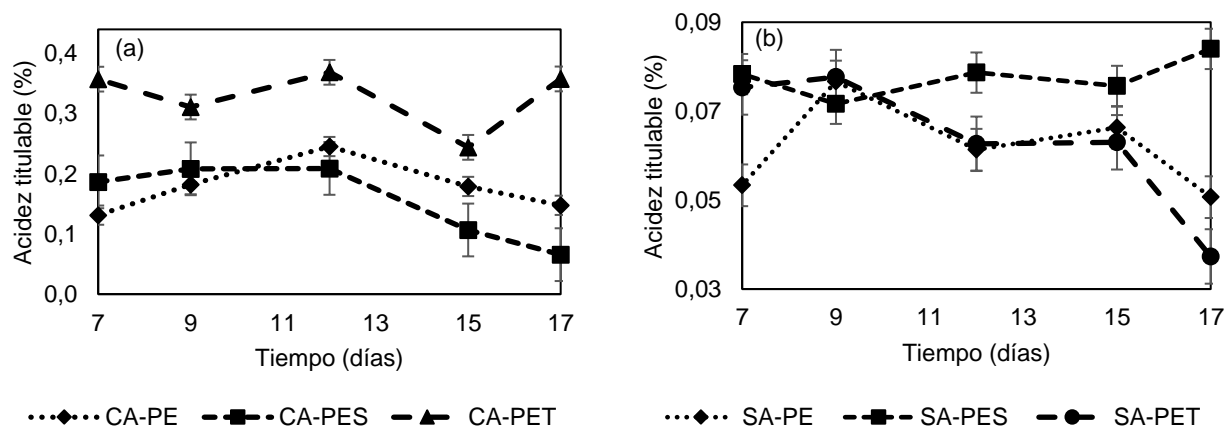 (a)
Acidez titulable (%)
0,4
0,3
0,2
0,1
0,0
7 9 11 13 15 17
Tiempo (días)
CA-PE CA-PES CA-PET
(b)
Acidez titulable (%)
0,09
0,07
0,05
0,03
7 9 11 13 15 17
Tiempo (días)
SA-PE SA-PES SA-PET